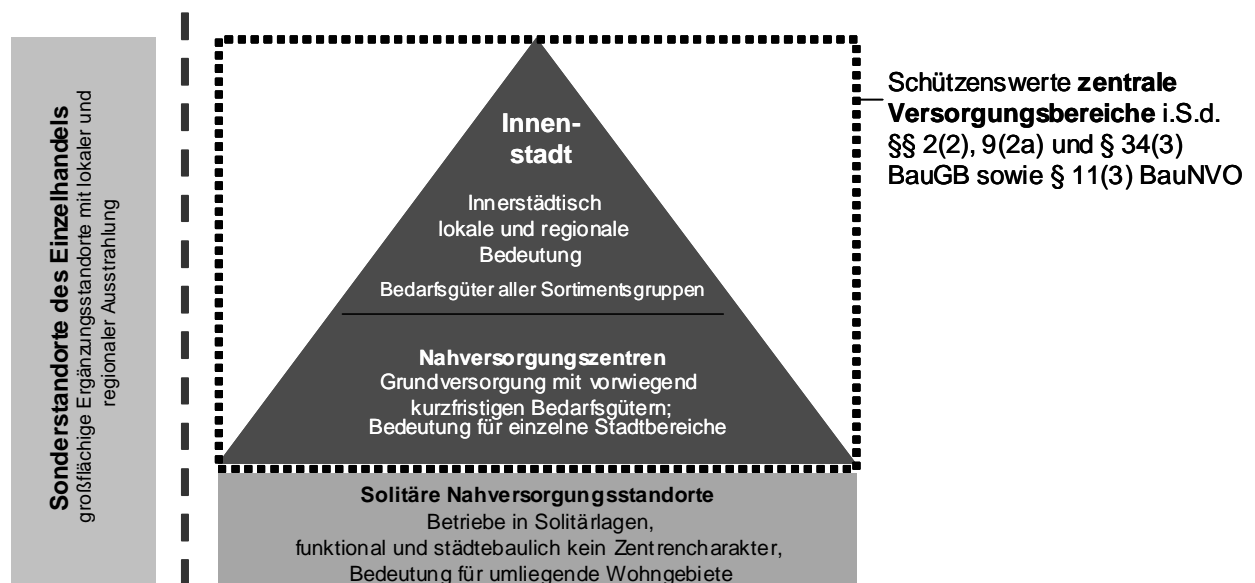 Sonderstandorte des Einzelhandels
großflächige Ergänzungsstandorte mit lokaler und
regionaler Ausstrahlung
Innen-
stadt
Innerstädtisch
lokale und regionale
Bedeutung
Bedarfsgüter aller Sortimentsgruppen
Nahversorgungszentren
Grundversorgung mit vorwiegend
kurzfristigen Bedarfsgütern;
Bedeutung für einzelne Stadtbereiche
Solitäre Nahversorgungsstandorte
Betriebe in Solitärlagen,
funktional und städtebaulich kein Zentrencharakter,
Bedeutung für umliegende Wohngebiete
Schützenswerte zentrale
Versorgungsbereiche i.S.d.
§§ 2(2), 9(2a) und § 34(3)
BauGB sowie § 11(3) BauNVO